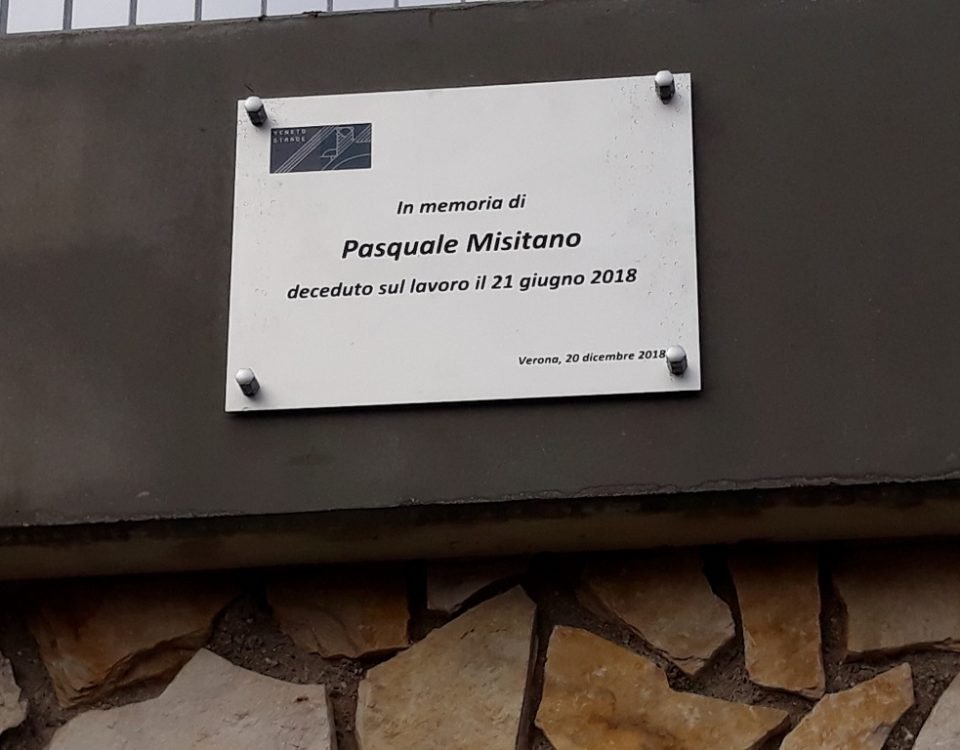 VENETO
STRADE
In memoria di
Pasquale Misitano
deceduto sul lavoro il 21 giugno 2018
Verona, 20 dicembre 2018